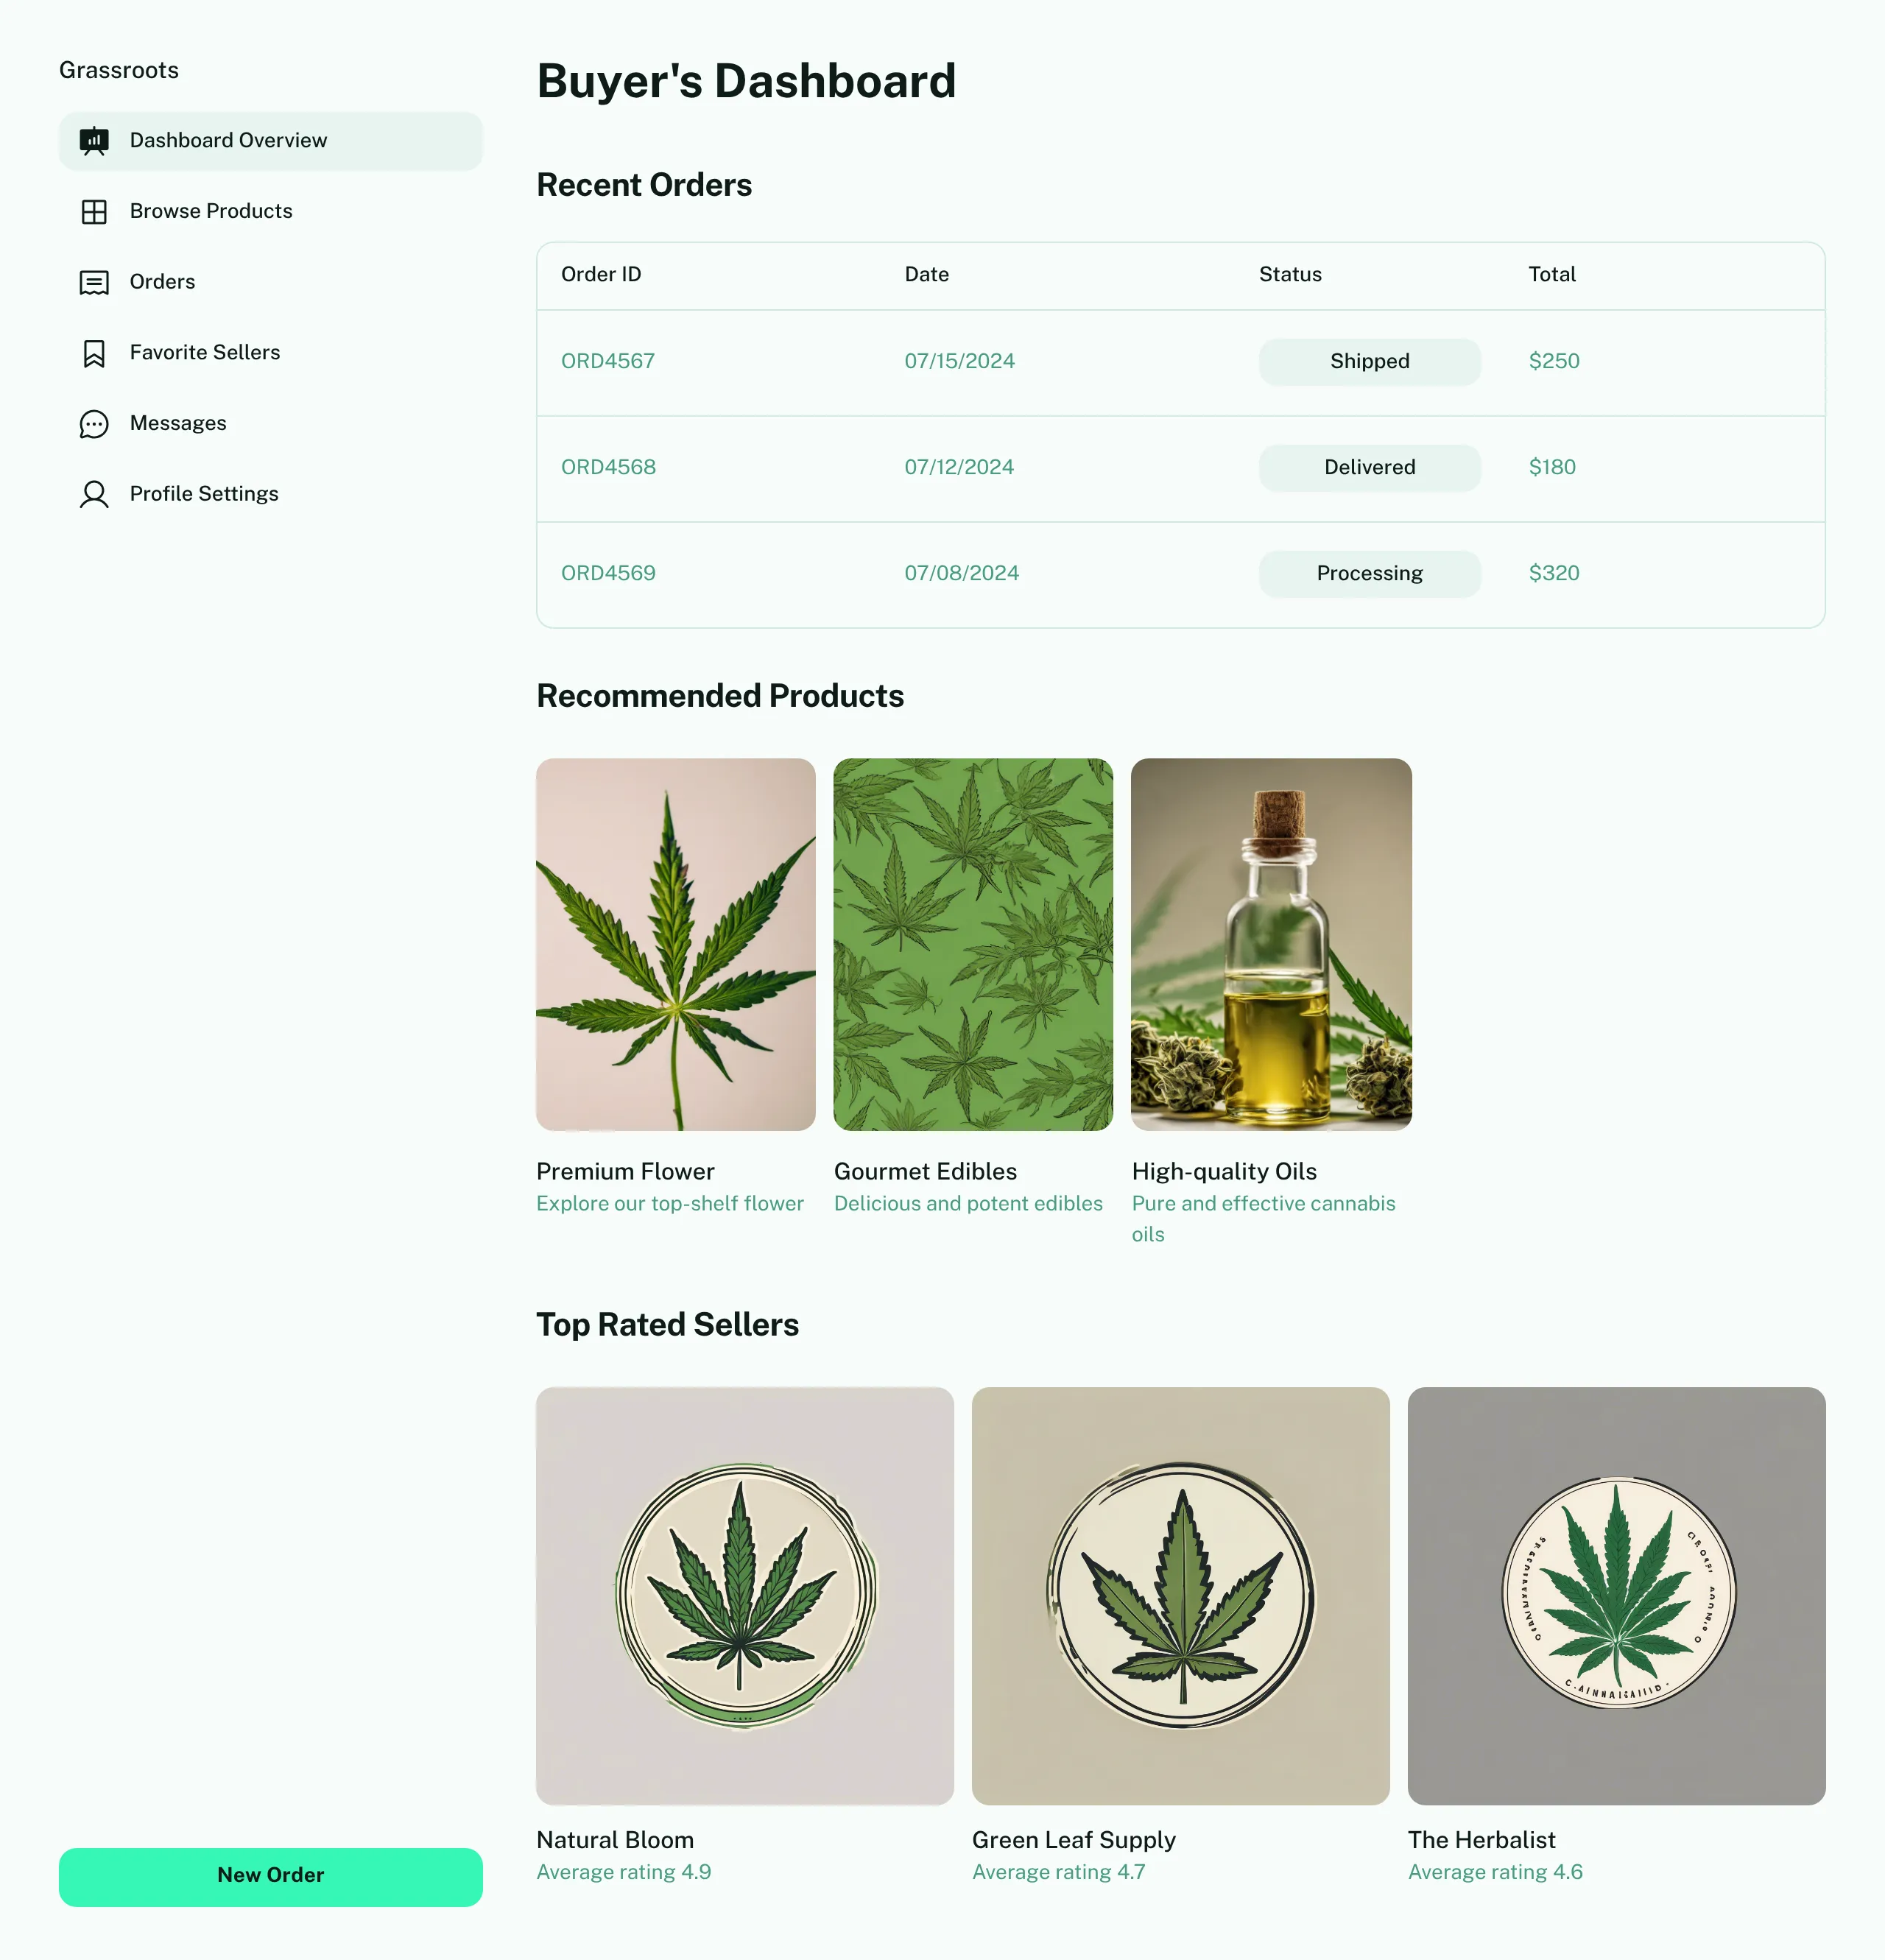 Grassroots
Dashboard Overview
Browse Products
Orders
Favorite Sellers
Messages
Profile Settings
New Order
Buyer's Dashboard
Recent Orders
Order ID Date Status Total
ORD4567 07/15/2024 Shipped $250
ORD4568 07/12/2024 Delivered $180
ORD4569 07/08/2024 Processing $320
Recommended Products
Premium Flower
Explore our top-shelf flower
Gourmet Edibles
Delicious and potent edibles
High-quality Oils
Pure and effective cannabis
oils
Top Rated Sellers
Natural Bloom
Average rating 4.9
Green Leaf Supply
Average rating 4.7
The Herbalist
Average rating 4.6